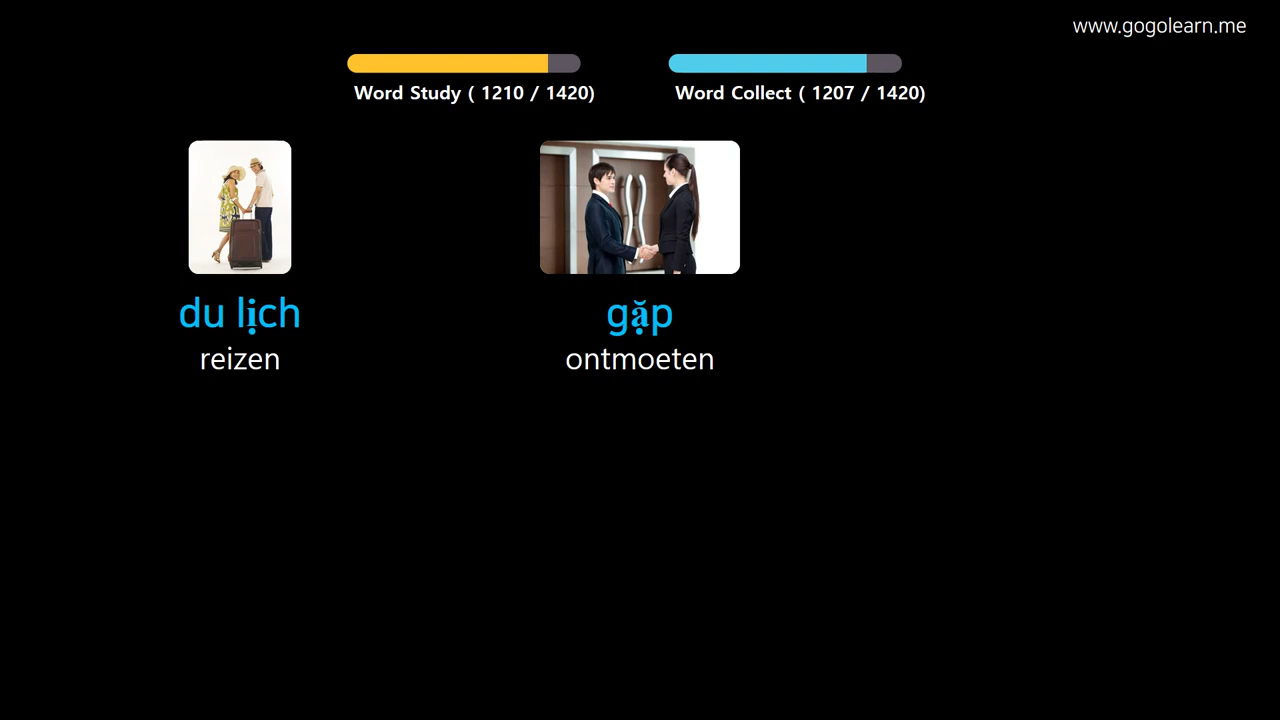 www.gogolearn.me
Word Study ( 1210 / 1420)
Word Collect ( 1207 / 1420)
du lịch
reizen
gặp
ontmoeten